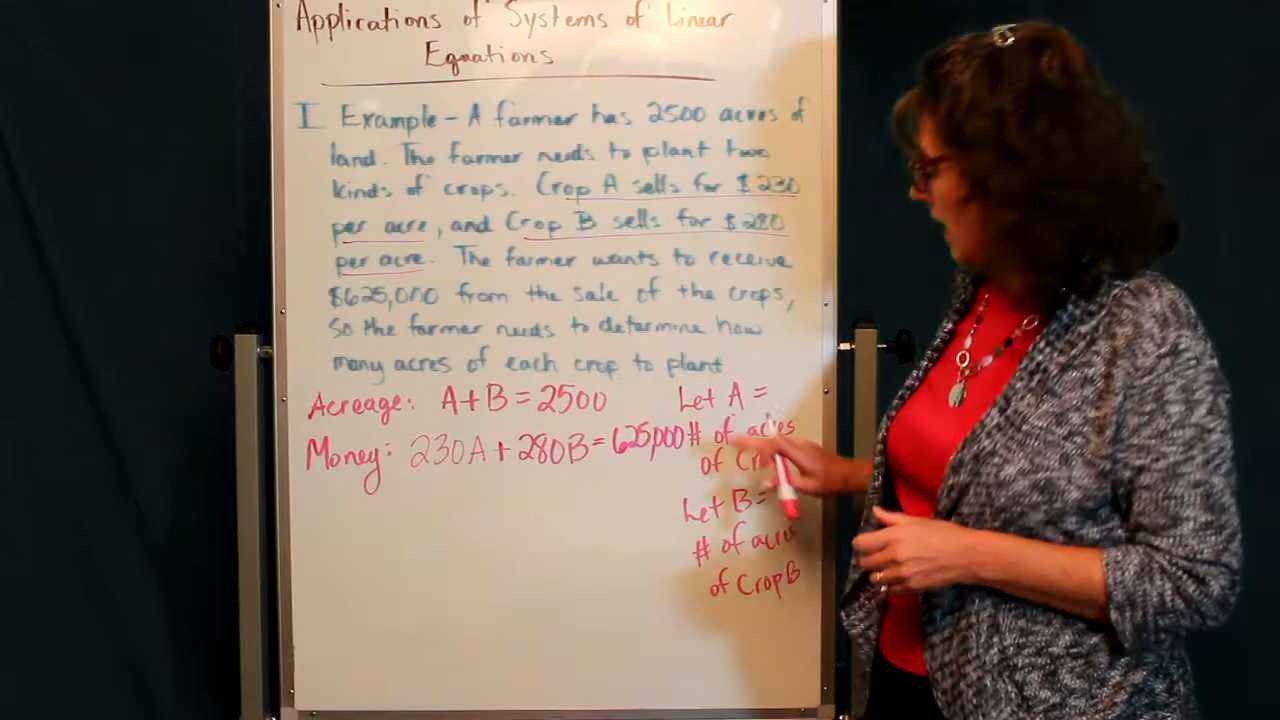 Applications of Systems of Linear
Equations
I Example - A farmer has 2500 acres of
land. The farmer needs to plant two
kinds of crops. Crop A sells for $230
per acre, and Crop B sells for $280
per acre. The farmer wants to receive
$625,000 from the sale of the crops,
so the farmer needs to determine how
many acres of each crop to plant
Acreage: A+B=2500
Money: 230A+280B=625,000
Let A =
# of acres
of
Let B=
# of acres
of Crop B